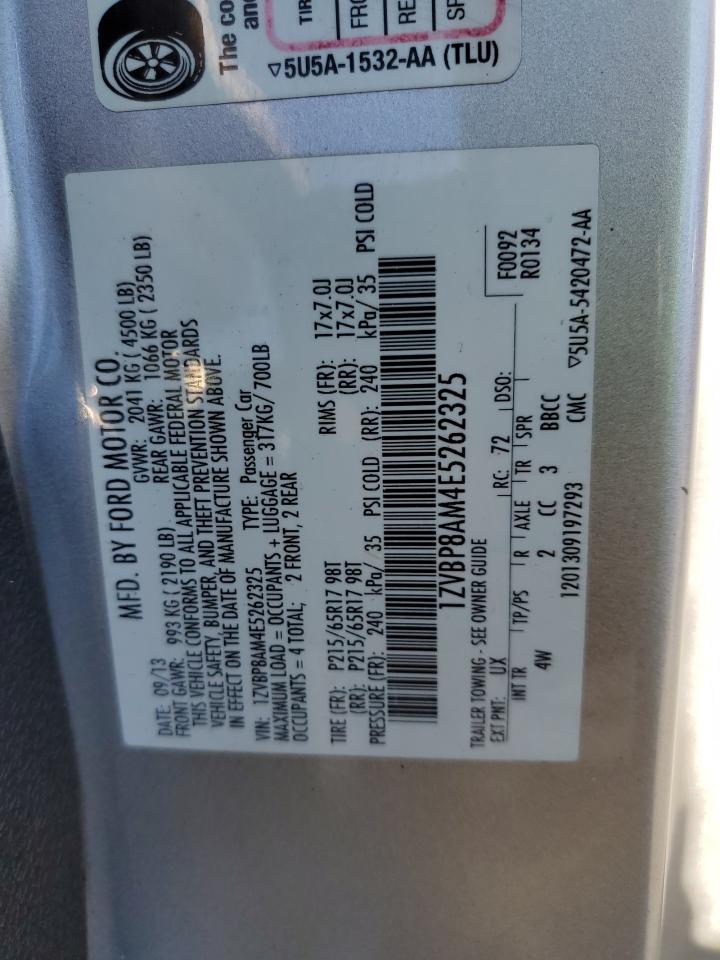 The co
and
TIR
FRO
RE
SP
▽5U5A-1532-AA (TLU)
MFD. BY FORD MOTOR CO.
DATE: 09/13 GVWR: 2041 KG ( 4500 LB)
FRONT GAWR: 993 KG ( 2190 LB) REAR GAWR: 1066 KG ( 2350 LB)
THIS VEHICLE CONFORMS TO ALL APPLICABLE FEDERAL MOTOR
VEHICLE SAFETY, BUMPER, AND THEFT PREVENTION STANDARDS
IN EFFECT ON THE DATE OF MANUFACTURE SHOWN ABOVE.
VIN: 1ZVBP8AM4E5262325 TYPE: Passenger Car
MAXIMUM LOAD = OCCUPANTS + LUGGAGE = 317KG/ 700LB
OCCUPANTS = 4 TOTAL; 2 FRONT, 2 REAR
TIRE (FR): P215/65R17 98T RIMS (FR): 17x7.0J
(RR): P215/65R17 98T (RR): 17x7.0J
PRESSURE (FR): 240 kPa/ 35 PSI COLD (RR): 240 kPa/ 35 PSI COLD
1ZVBP8AM4E5262325
TRAILER TOWING - SEE OWNER GUIDE
EXT PNT: UX RC: 72 DSO: F0092
R0134
INT TR TP/PS R AXLE TR SPR
4W 2 CC 3 BBCC
1201309197293 CMC ▽5U5A-5420472-AA